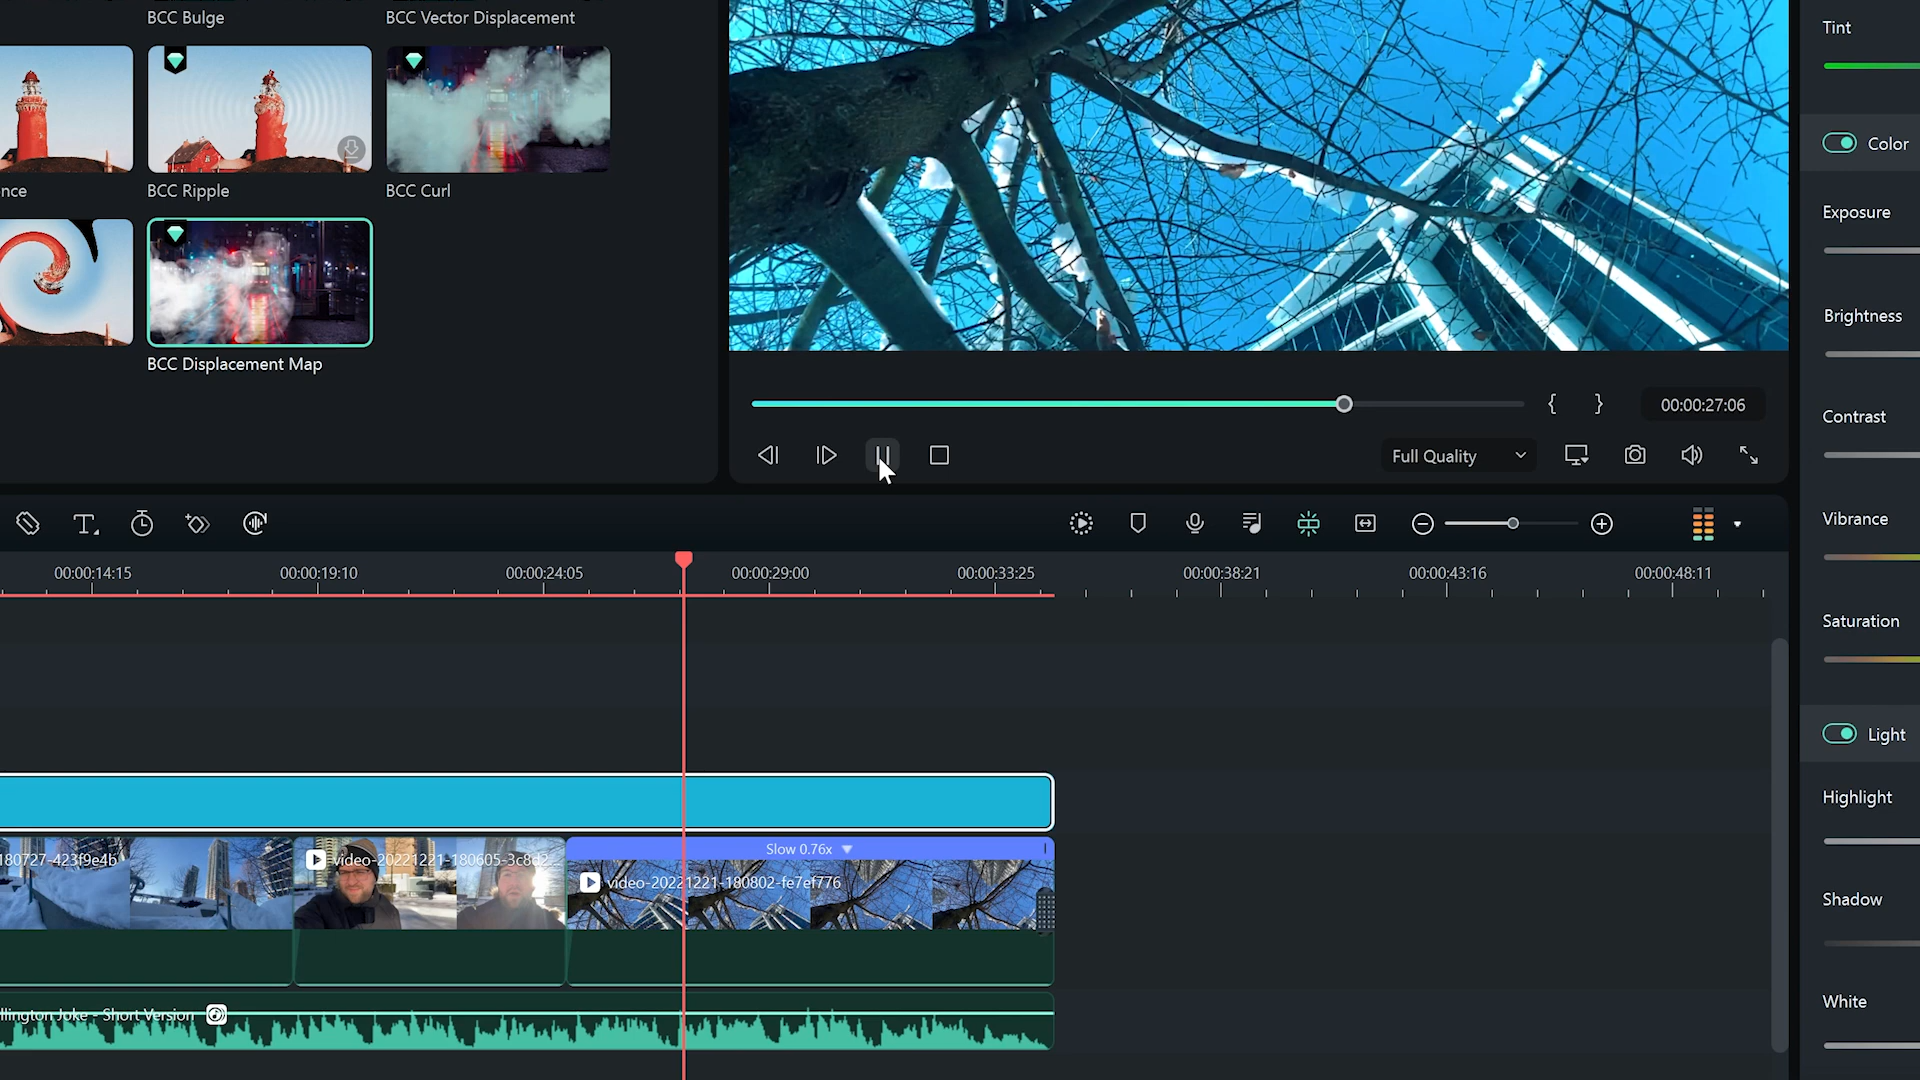 BCC Bulge
BCC Vector Displacement
nce
BCC Ripple
BCC Curl
BCC Displacement Map
{ } 00:00:27:06
Full Quality
00:00:14:15 00:00:19:10 00:00:24:05 00:00:29:00 00:00:33:25 00:00:38:21 00:00:43:16 00:00:48:11
Slow 0.76x
180727-423f9e4b
video-20221221-180605-3c8d2...
video-20221221-180802-fe7ef776
llington Joke - Short Version
Tint
Color
Exposure
Brightness
Contrast
Vibrance
Saturation
Light
Highlight
Shadow
White